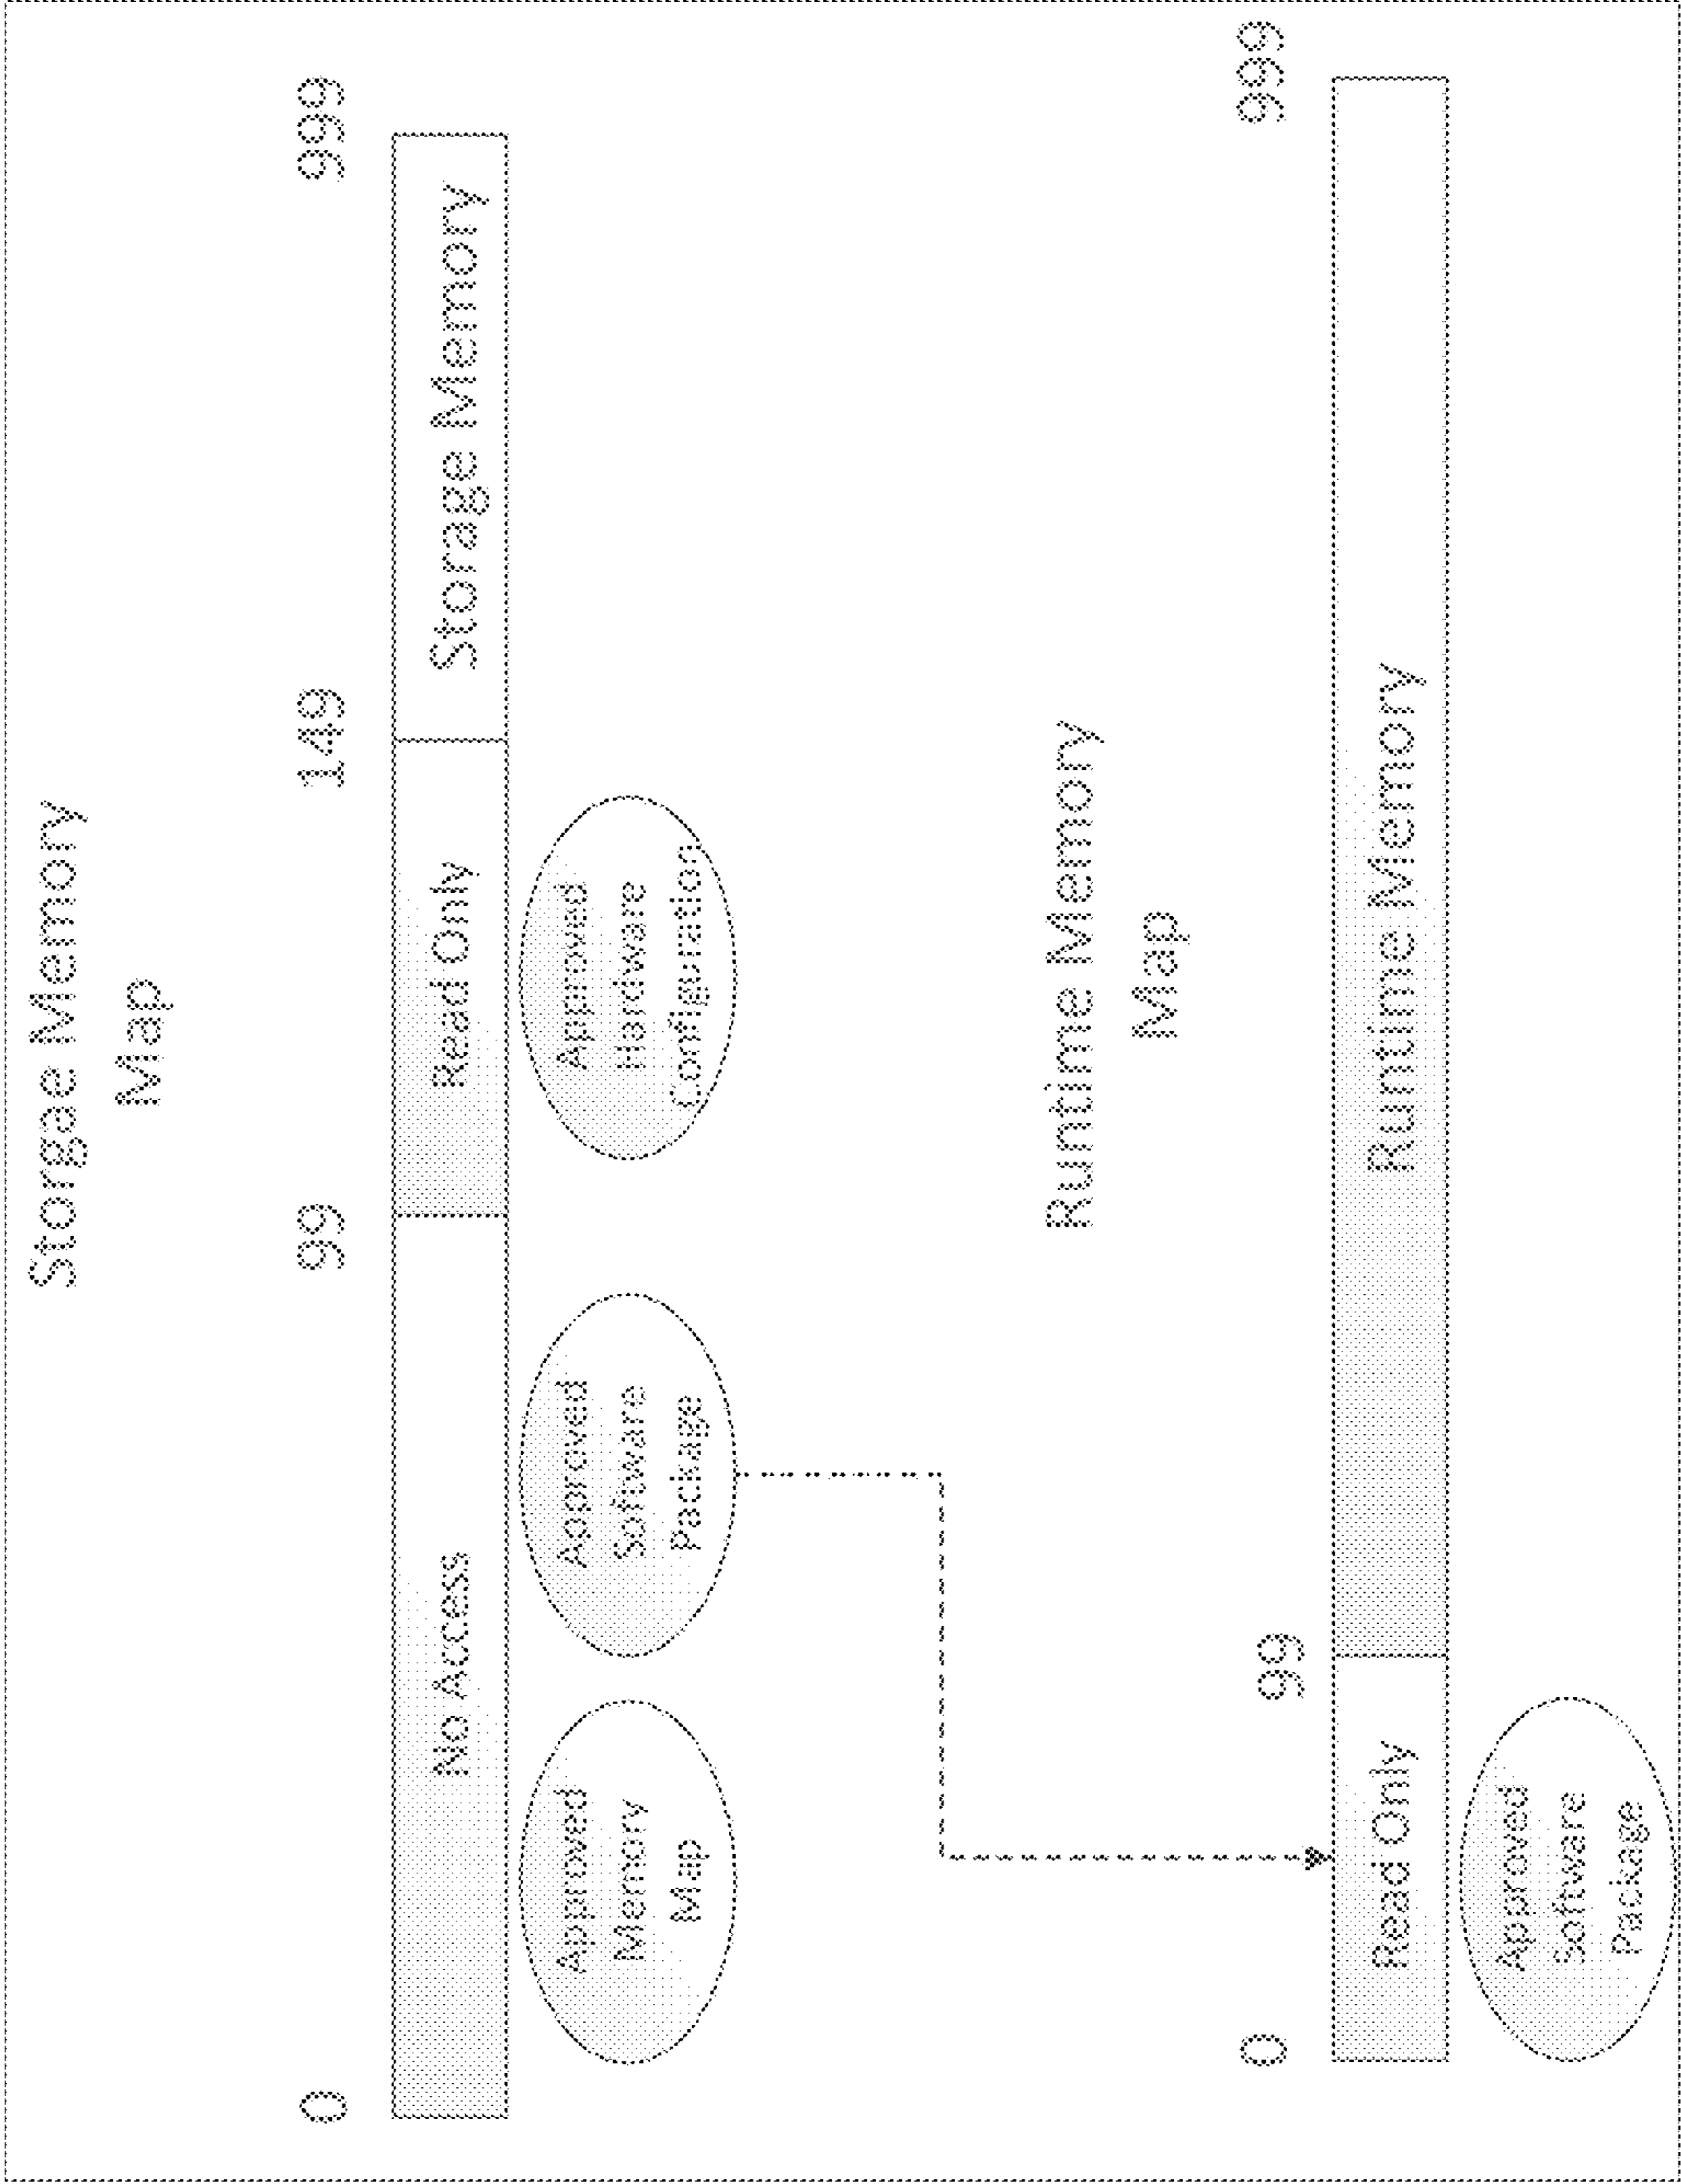 Storgae Memory
Map
0
99
149
999
No Access
Read Only
Storage Memory
Approved
Memory
Map
Approved
Software
Package
Approved
Hardware
Configuration
Runtime Memory
Map
0
99
999
Read Only
Runtime Memory
Approved
Software
Package